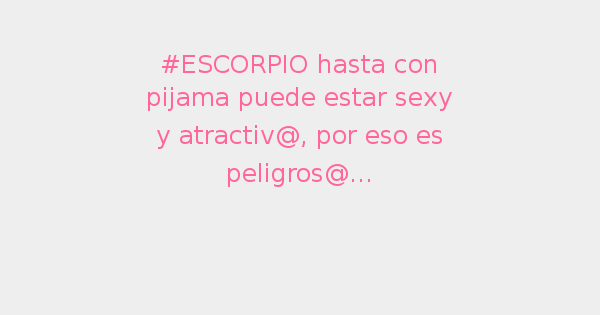 #ESCORPIO hasta con
pijama puede estar sexy
y atractiv@, por eso es
peligros@...